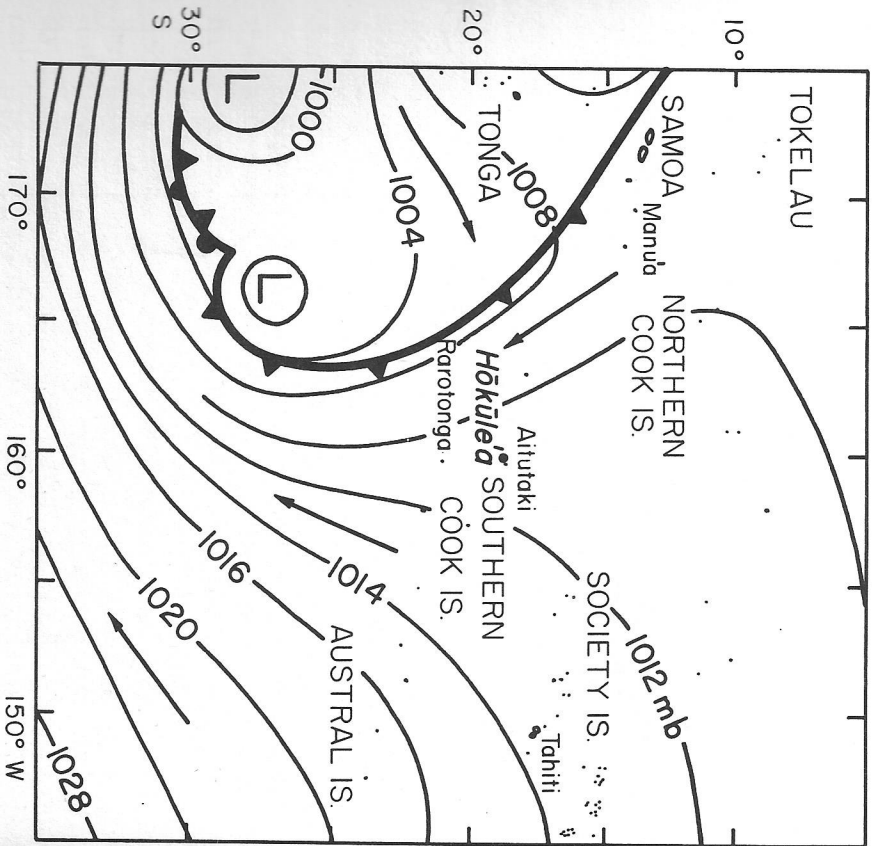 TOKELAU
10°
SAMOA
Manu'a
NORTHERN
COOK IS.
1012 mb
SOCIETY IS.
Tahiti
1008
Aitutaki
Hōkūle'a
SOUTHERN
COOK IS.
TONGA
20°
Rarotonga
1004
1014
AUSTRAL IS.
1000
L
L
1016
30°
S
1020
1028
170°
160°
150° W